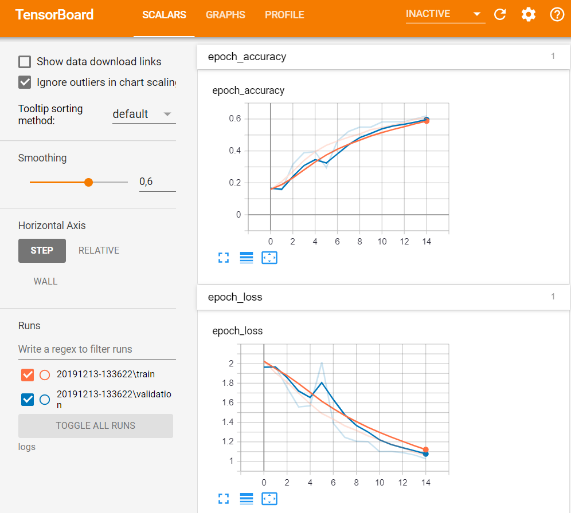 TensorBoard
SCALARS
GRAPHS
PROFILE
INACTIVE
Show data download links
Ignore outliers in chart scaling
Tooltip sorting
method:
default
Smoothing
0,6
Horizontal Axis
STEP
RELATIVE
WALL
Runs
Write a regex to filter runs
20191213-133622\train
20191213-133622\validatio
n
TOGGLE ALL RUNS
logs
epoch_accuracy
1
epoch_accuracy
0.6
0.4
0.2
0
0 2 4 6 8 10 12 14
epoch_loss
1
epoch_loss
2
1.8
1.6
1.4
1.2
1
0 2 4 6 8 10 12 14